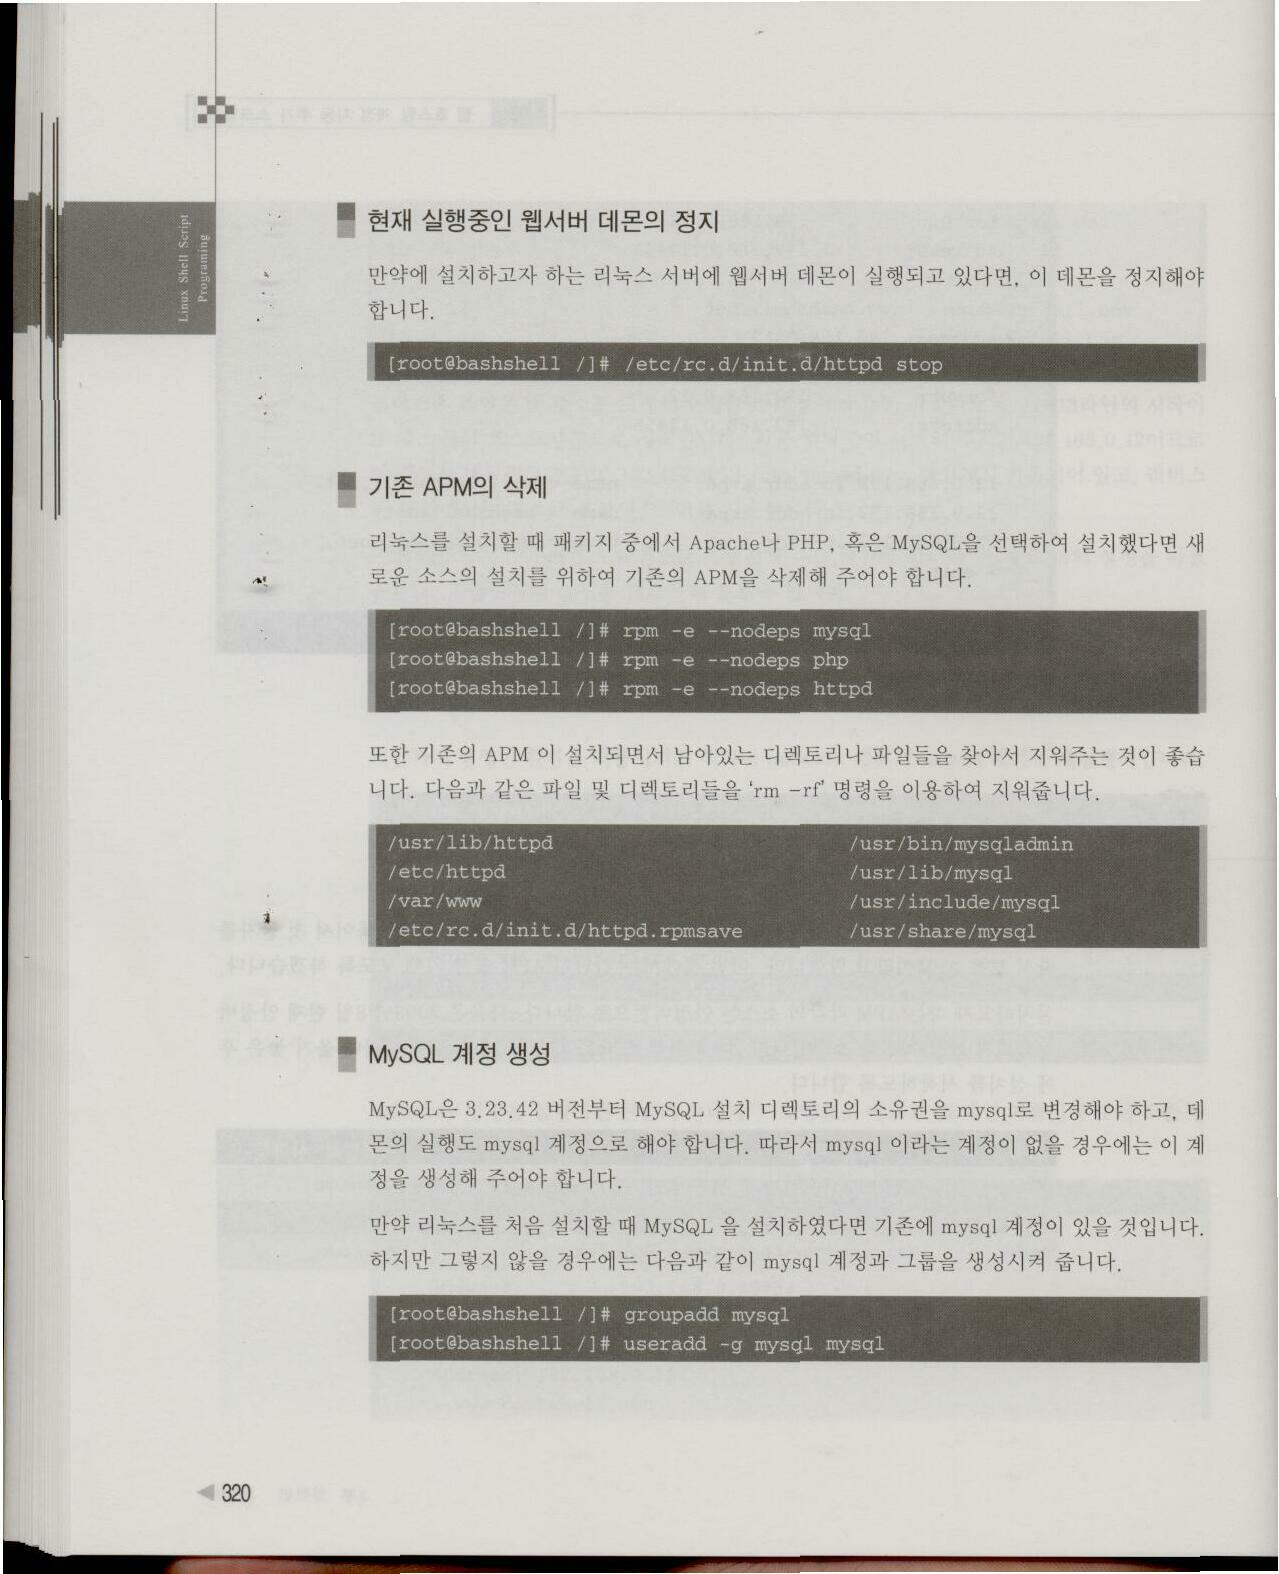 Linux Shell Script
Programing
현재 실행중인 웹서버 데몬의 정지
만약에 설치하고자 하는 리눅스 서버에 웹서버 데몬이 실행되고 있다면, 이 데몬을 정지해야
합니다.
[root@bashshell /]# /etc/rc.d/init.d/httpd stop
기존 APM의 삭제
리눅스를 설치할 때 패키지 중에서 Apache나 PHP, 혹은 MySQL을 선택하여 설치했다면 새
로운 소스의 설치를 위하여 기존의 APM을 삭제해 주어야 합니다.
[root@bashshell /]# rpm -e --nodeps mysql
[root@bashshell /]# rpm -e --nodeps php
[root@bashshell /]# rpm -e --nodeps httpd
또한 기존의 APM 이 설치되면서 남아있는 디렉토리나 파일들을 찾아서 지워주는 것이 좋습
니다. 다음과 같은 파일 및 디렉토리들을 ‘rm -rf’ 명령을 이용하여 지워줍니다.
/usr/lib/httpd /usr/bin/mysqladmin
/etc/httpd /usr/lib/mysql
/var/www /usr/include/mysql
/etc/rc.d/init.d/httpd.rpmsave /usr/share/mysql
MySQL 계정 생성
MySQL은 3.23.42 버전부터 MySQL 설치 디렉토리의 소유권을 mysql로 변경해야 하고, 데
몬의 실행도 mysql 계정으로 해야 합니다. 따라서 mysql 이라는 계정이 없을 경우에는 이 계
정을 생성해 주어야 합니다.
만약 리눅스를 처음 설치할 때 MySQL 을 설치하였다면 기존에 mysql 계정이 있을 것입니다.
하지만 그렇지 않을 경우에는 다음과 같이 mysql 계정과 그룹을 생성시켜 줍니다.
[root@bashshell /]# groupadd mysql
[root@bashshell /]# useradd -g mysql mysql
320